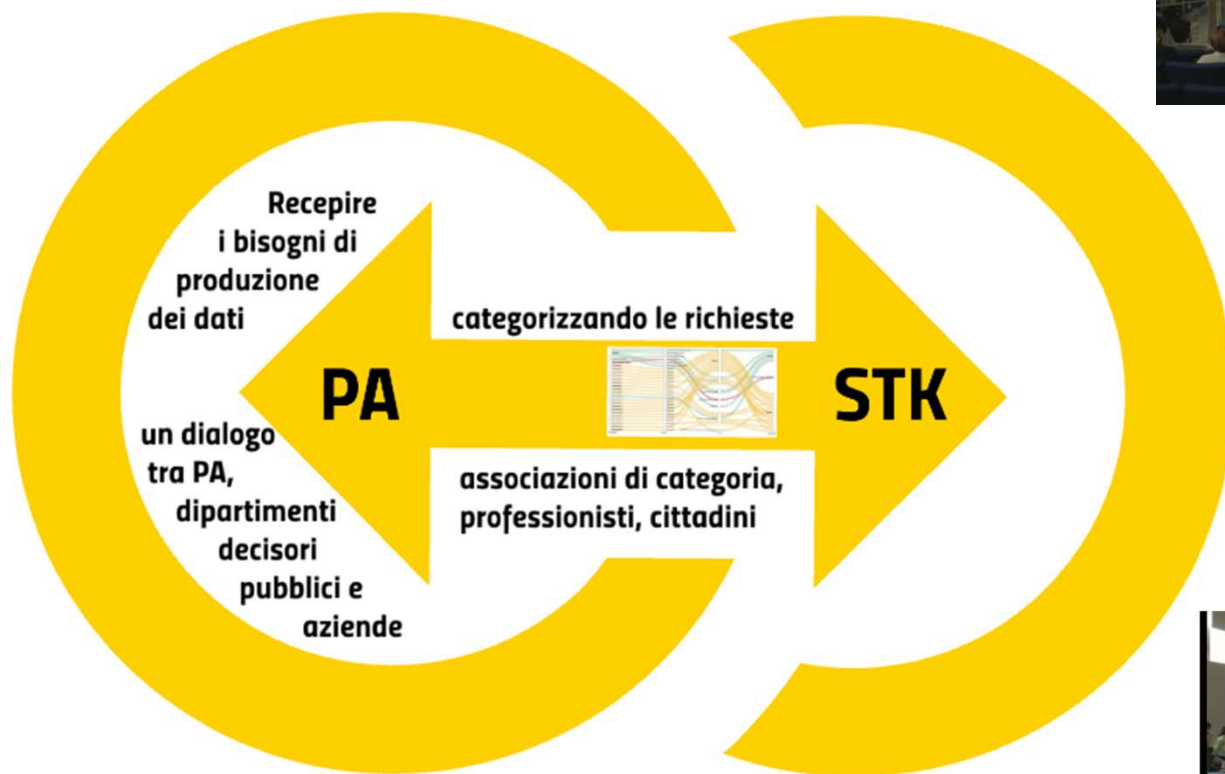 Recepire
i bisogni di
produzione
dei dati
un dialogo
tra PA,
dipartimenti
decisori
pubblici e
aziende
PA
categorizzando le richieste
associazioni di categoria,
professionisti, cittadini
STK